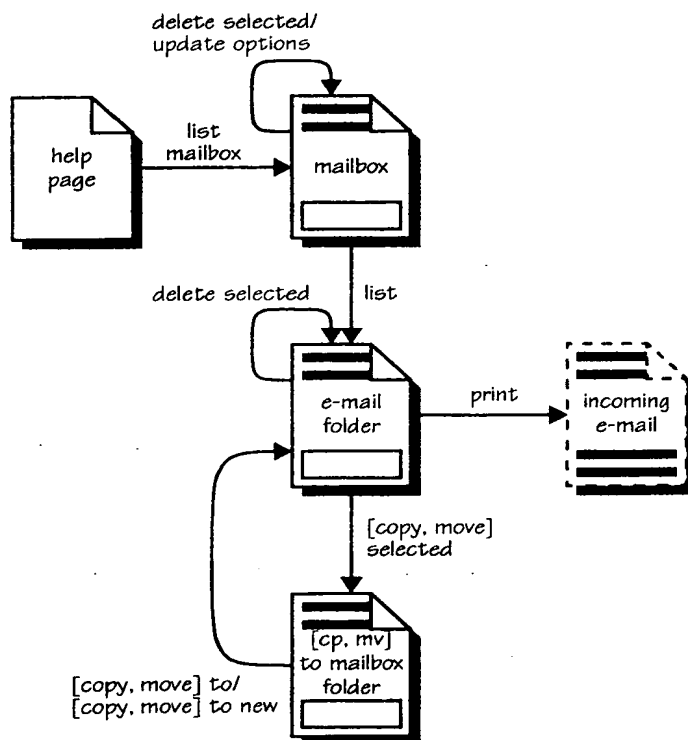 delete selected/
update options
help
page
list
mailbox
mailbox
delete selected
list
e-mail
folder
print
incoming
e-mail
[copy, move]
selected
[cp, mv]
to mailbox
folder
[copy, move] to/
[copy, move] to new